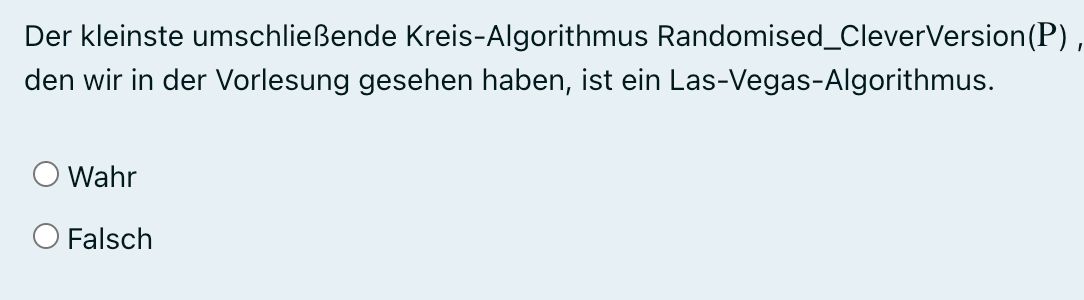 Der kleinste umschließende Kreis-Algorithmus Randomised_CleverVersion(P) ,
den wir in der Vorlesung gesehen haben, ist ein Las-Vegas-Algorithmus.
Wahr
Falsch